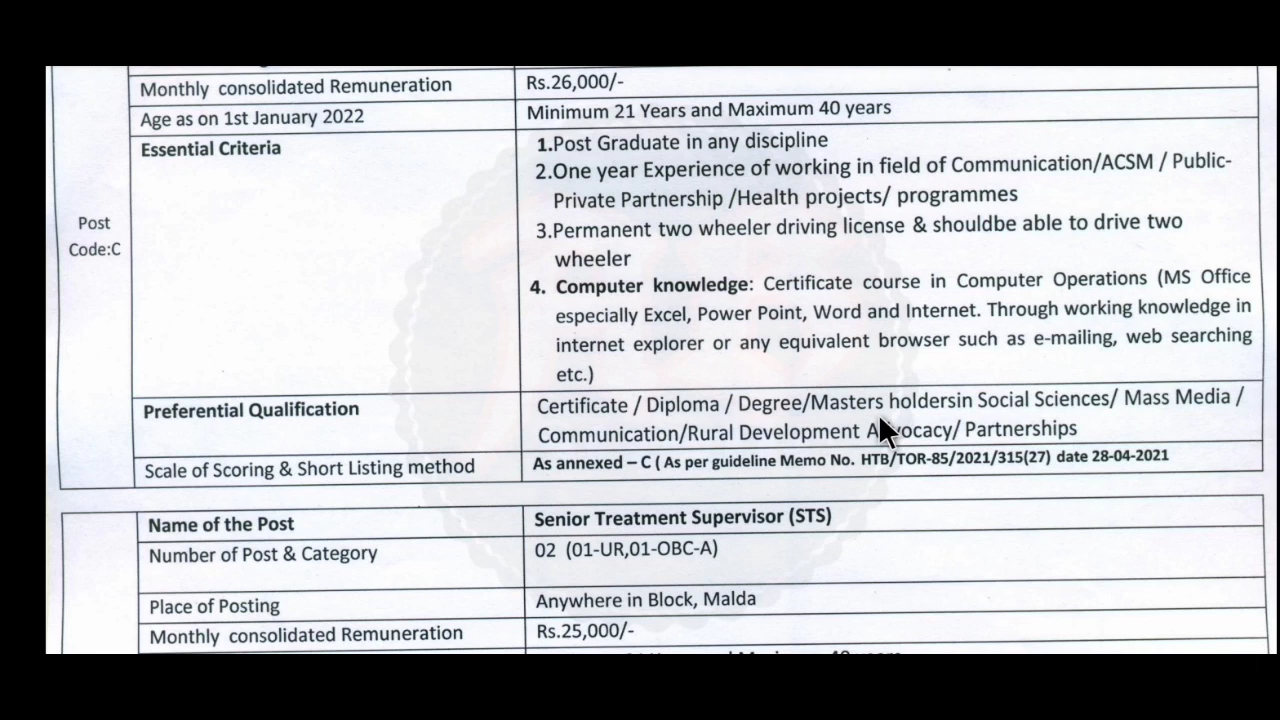 Monthly consolidated Remuneration
Rs.26,000/-
Age as on 1st January 2022
Minimum 21 Years and Maximum 40 years
Post
Code:C
Essential Criteria
1.Post Graduate in any discipline
2.One year Experience of working in field of Communication/ACSM / Public-
Private Partnership /Health projects/ programmes
3.Permanent two wheeler driving license & shouldbe able to drive two
wheeler
4. Computer knowledge: Certificate course in Computer Operations (MS Office
especially Excel, Power Point, Word and Internet. Through working knowledge in
internet explorer or any equivalent browser such as e-mailing, web searching
etc.)
Preferential Qualification
Certificate / Diploma / Degree/Masters holdersin Social Sciences/ Mass Media /
Communication/Rural Development Advocacy/ Partnerships
Scale of Scoring & Short Listing method
As annexed – C ( As per guideline Memo No. HTB/TOR-85/2021/315(27) date 28-04-2021
Name of the Post
Senior Treatment Supervisor (STS)
Number of Post & Category
02 (01-UR,01-OBC-A)
Place of Posting
Anywhere in Block, Malda
Monthly consolidated Remuneration
Rs.25,000/-